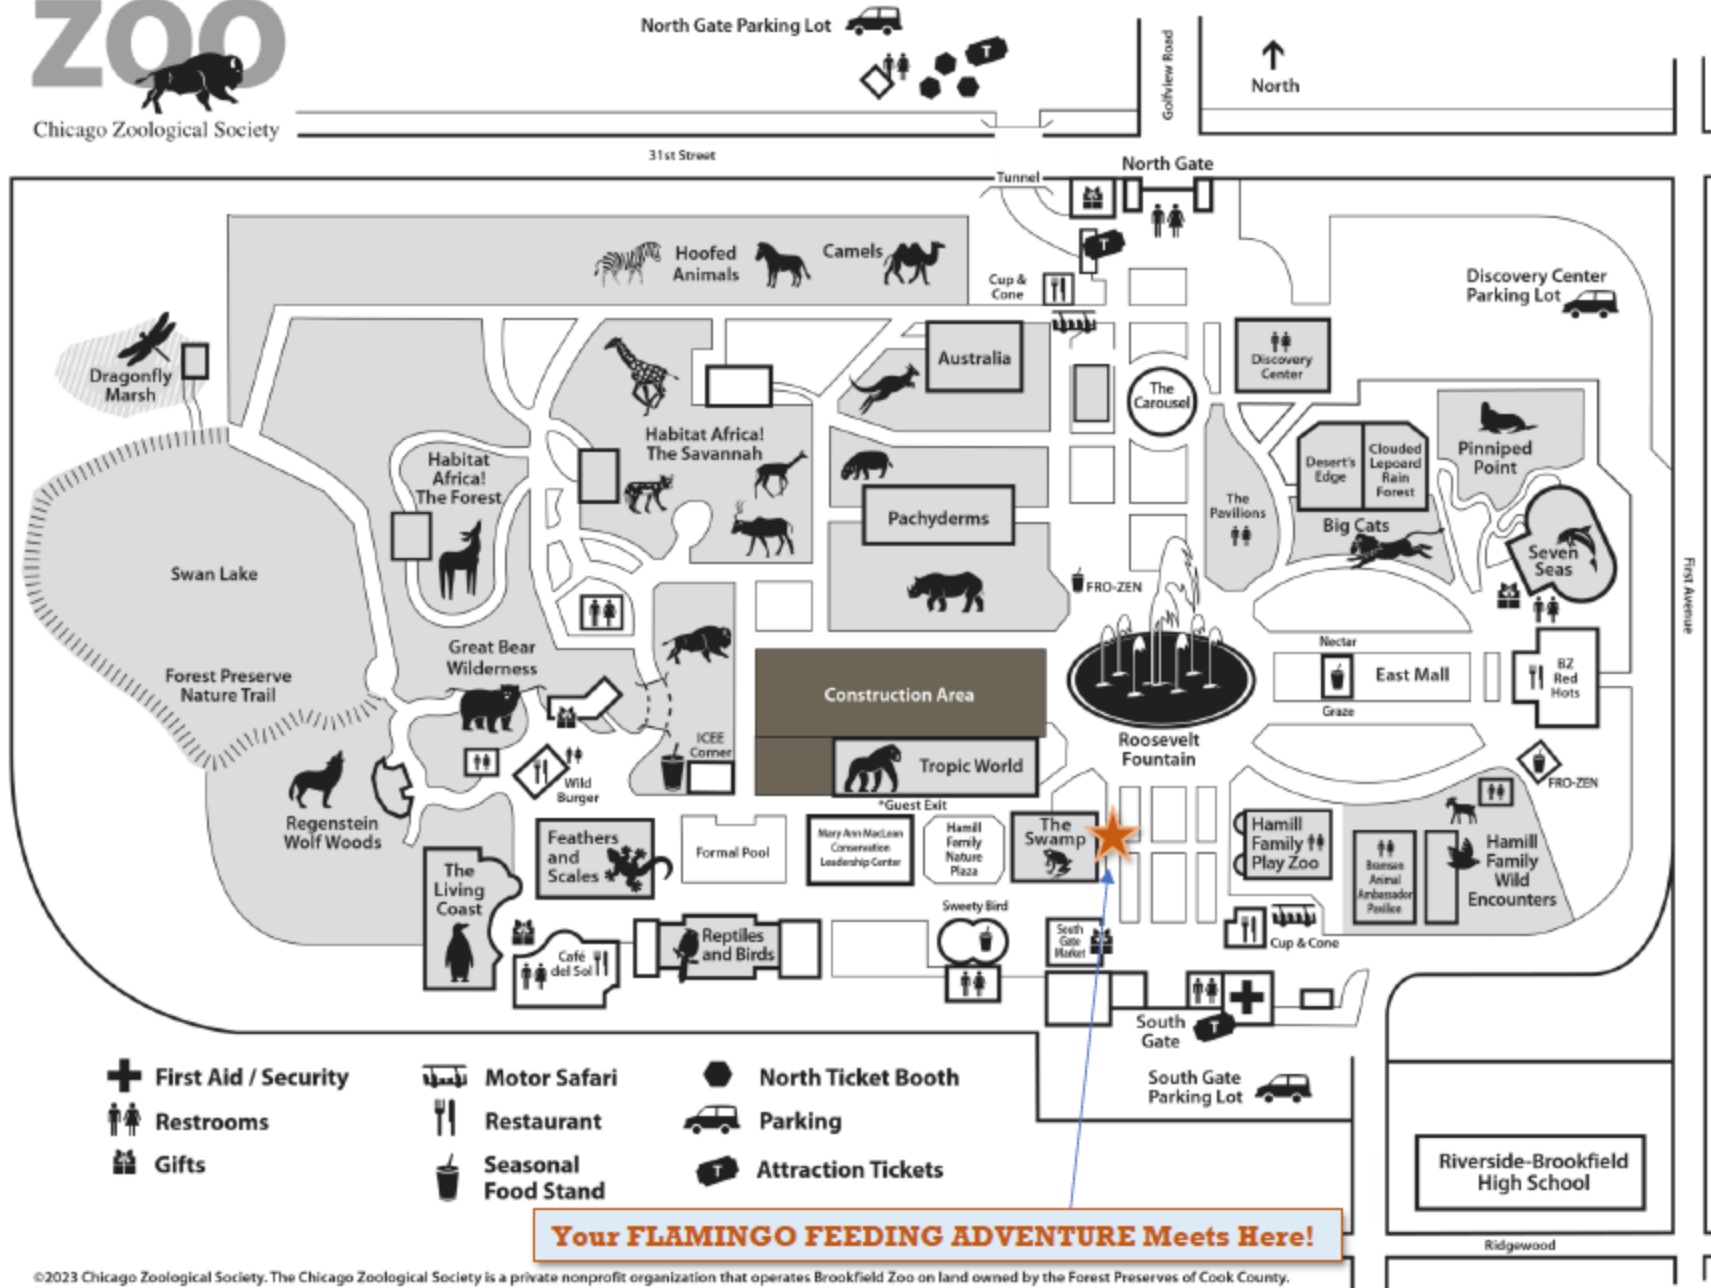 ZOO
Chicago Zoological Society
North Gate Parking Lot
T
Golfview Road
North
31st Street
Tunnel
North Gate
T
Hoofed
Animals
Camels
Cup &
Cone
Discovery Center
Parking Lot
Dragonfly
Marsh
Australia
The
Carousel
Discovery
Center
Habitat Africa!
The Savannah
Habitat
Africa!
The Forest
Pachyderms
The
Pavilions
Desert's
Edge
Clouded
Lepoard
Rain
Forest
Pinniped
Point
Big Cats
Seven
Seas
First Avenue
Swan Lake
FRO-ZEN
Great Bear
Wilderness
Forest Preserve
Nature Trail
Construction Area
Nectar
East Mall
Graze
BZ
Red
Hots
Roosevelt
Fountain
ICEE
Corner
Tropic World
*Guest Exit
Wild
Burger
FRO-ZEN
Regenstein
Wolf Woods
Feathers
and
Scales
Formal Pool
Mary Ann MacLean
Conservation
Leadership Center
Hamill
Family
Nature
Plaza
The
Swamp
Hamill
Family
Play Zoo
Bramsen
Animal
Ambassador
Pavilion
Hamill
Family
Wild
Encounters
The
Living
Coast
Café
del Sol
Reptiles
and Birds
Sweety Bird
South
Gate
Market
Cup & Cone
South
Gate
T
South Gate
Parking Lot
First Aid / Security
Restrooms
Gifts
Motor Safari
Restaurant
Seasonal
Food Stand
North Ticket Booth
Parking
T
Attraction Tickets
Riverside-Brookfield
High School
Ridgewood
Your FLAMINGO FEEDING ADVENTURE Meets Here!
©2023 Chicago Zoological Society. The Chicago Zoological Society is a private nonprofit organization that operates Brookfield Zoo on land owned by the Forest Preserves of Cook County.